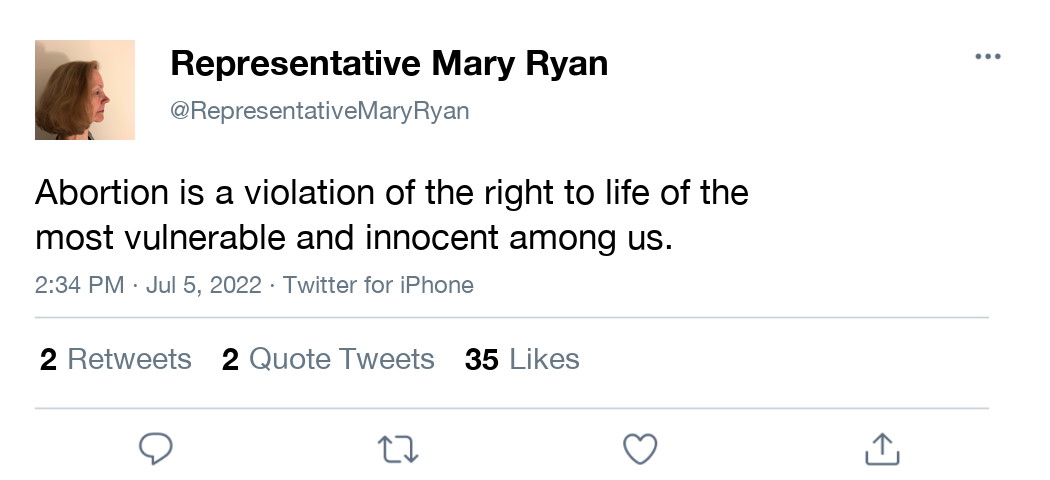 Representative Mary Ryan
@RepresentativeMaryRyan
Abortion is a violation of the right to life of the
most vulnerable and innocent among us.
2:34 PM · Jul 5, 2022 · Twitter for iPhone
2 Retweets 2 Quote Tweets 35 Likes